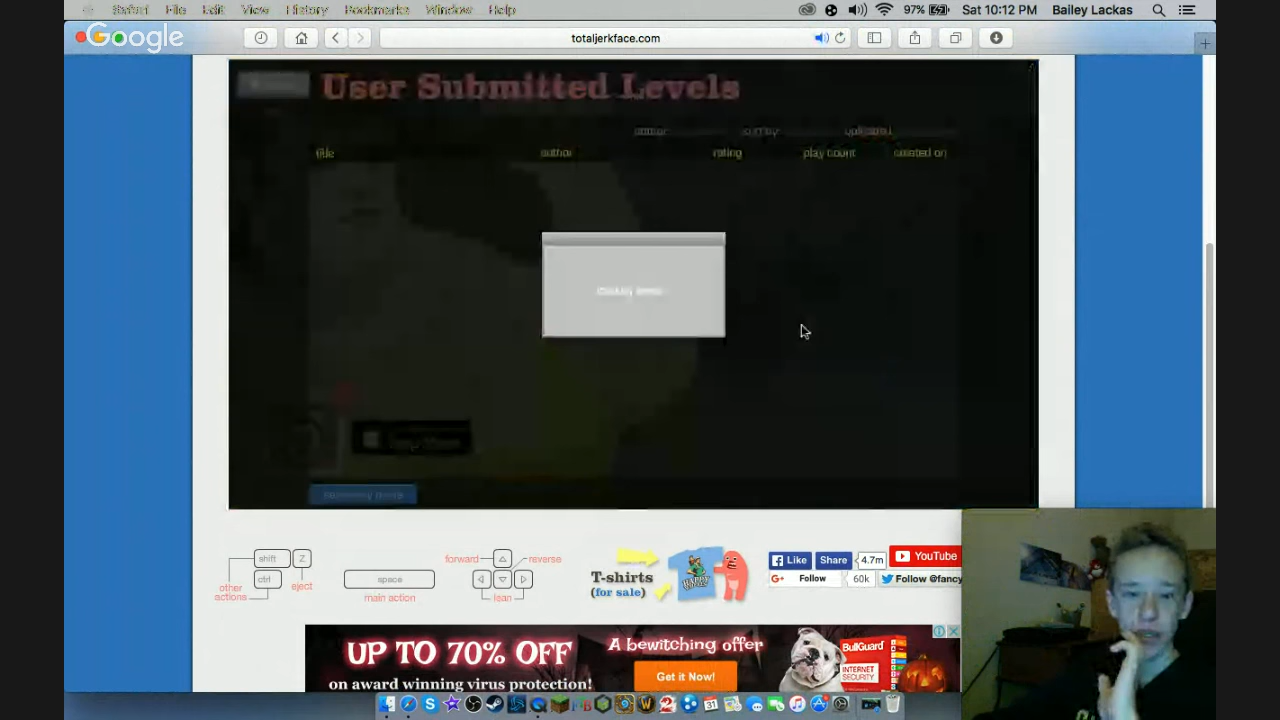 Safari File Edit View History Bookmarks Window Help 97% Sat 10:12 PM Bailey Lackas
Google
totaljerkface.com
User Submitted Levels
title author rating play count created on
shift Z
ctrl
eject
other
actions
space
main action
forward reverse
lean
T-shirts
(for sale)
HAPPY
Like Share 4.7m YouTube
G+ Follow 60k Follow @fancy
UP TO 70% OFF
on award winning virus protection!
A bewitching offer
Get it Now!
BullGuard
INTERNET
SECURITY
31